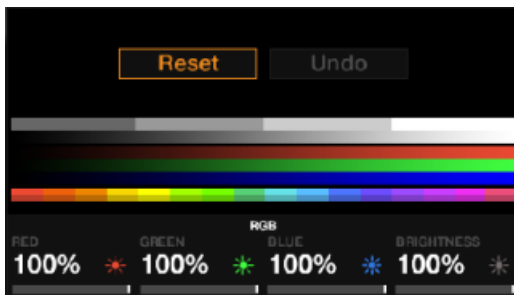 Reset Undo
RGB
RED GREEN BLUE BRIGHTNESS
100% 100% 100% 100%